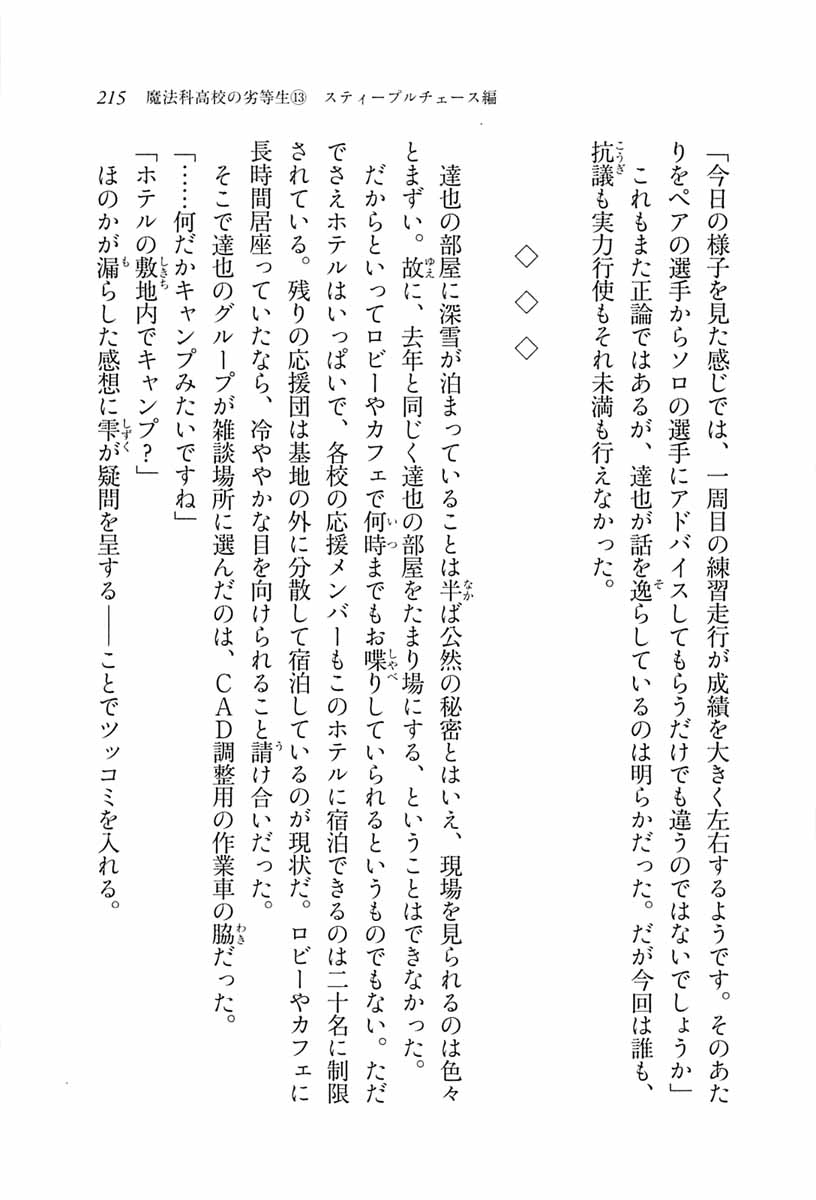 215　魔法科高校の劣等生⑬　スティープルチェース編
「今日の様子を見た感じでは、一周目の練習走行が成績を大きく左右するようです。そのあた
りをペアの選手からソロの選手にアドバイスしてもらうだけでも違うのではないでしょうか」
　これもまた正論ではあるが、達也が話を逸らしているのは明らかだった。だが今回は誰も、
抗議も実力行使もそれ未満も行えなかった。
◇　◇　◇
　達也の部屋に深雪が泊まっていることは半ば公然の秘密とはいえ、現場を見られるのは色々
とまずい。故に、去年と同じく達也の部屋をたまり場にする、ということはできなかった。
　だからといってロビーやカフェで何時までもお喋りしていられるというものでもない。ただ
でさえホテルはいっぱいで、各校の応援メンバーもこのホテルに宿泊できるのは二十名に制限
されている。残りの応援団は基地の外に分散して宿泊しているのが現状だ。ロビーやカフェに
長時間居座っていたなら、冷ややかな目を向けられること請け合いだった。
　そこで達也のグループが雑談場所に選んだのは、ＣＡＤ調整用の作業車の脇だった。
「……何だかキャンプみたいですね」
「ホテルの敷地内でキャンプ？」
　ほのかが漏らした感想に雫が疑問を呈する――ことでツッコミを入れる。